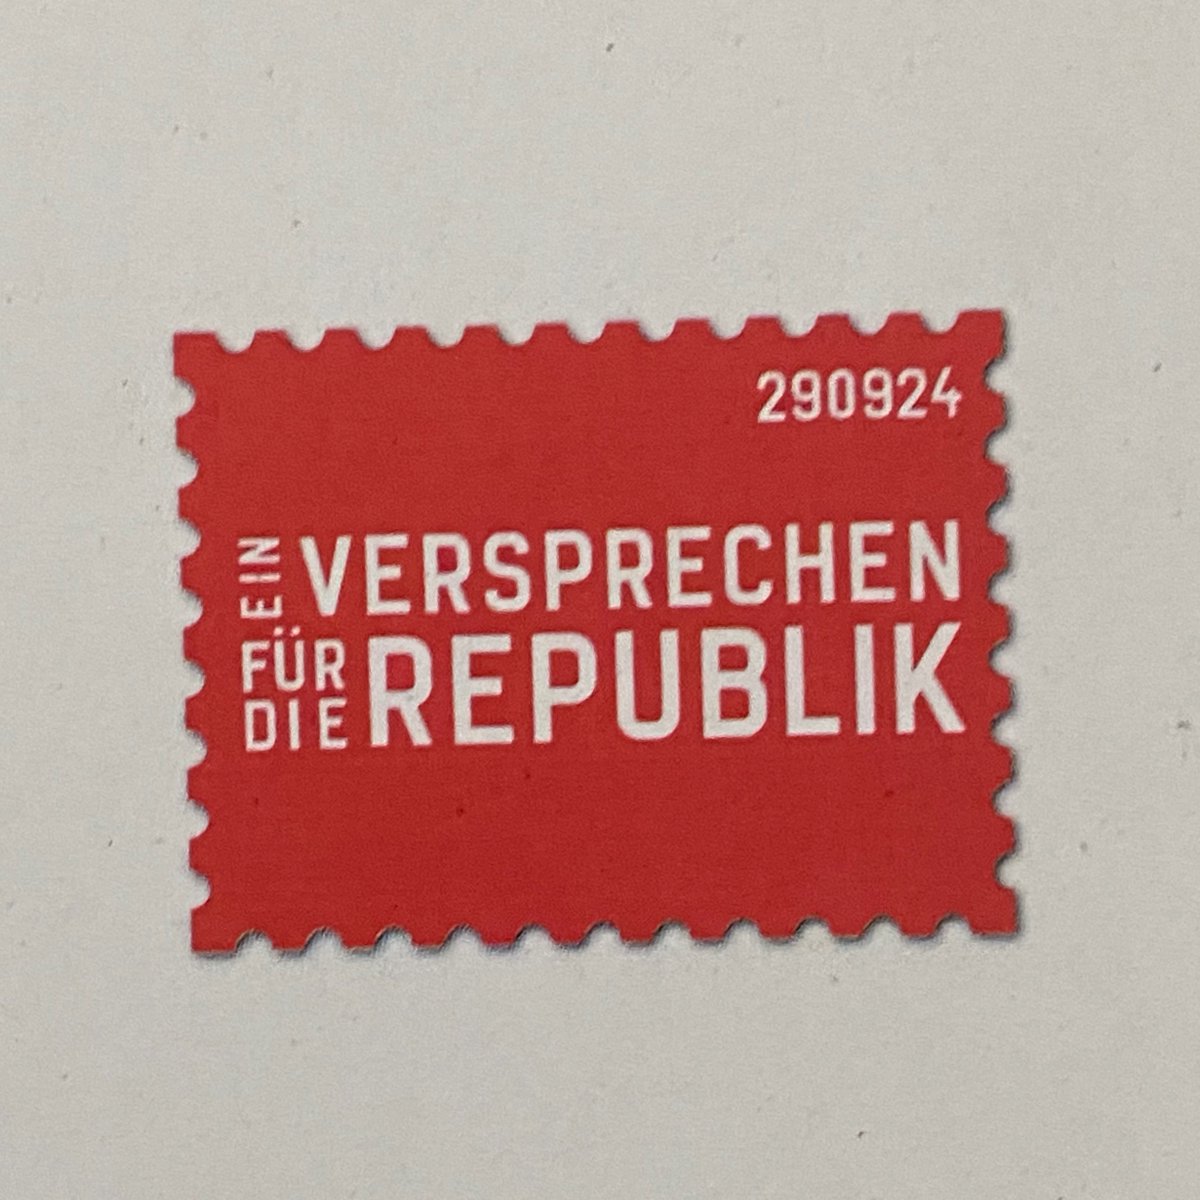 290924
EIN VERSPRECHEN
FÜR
DIE REPUBLIK